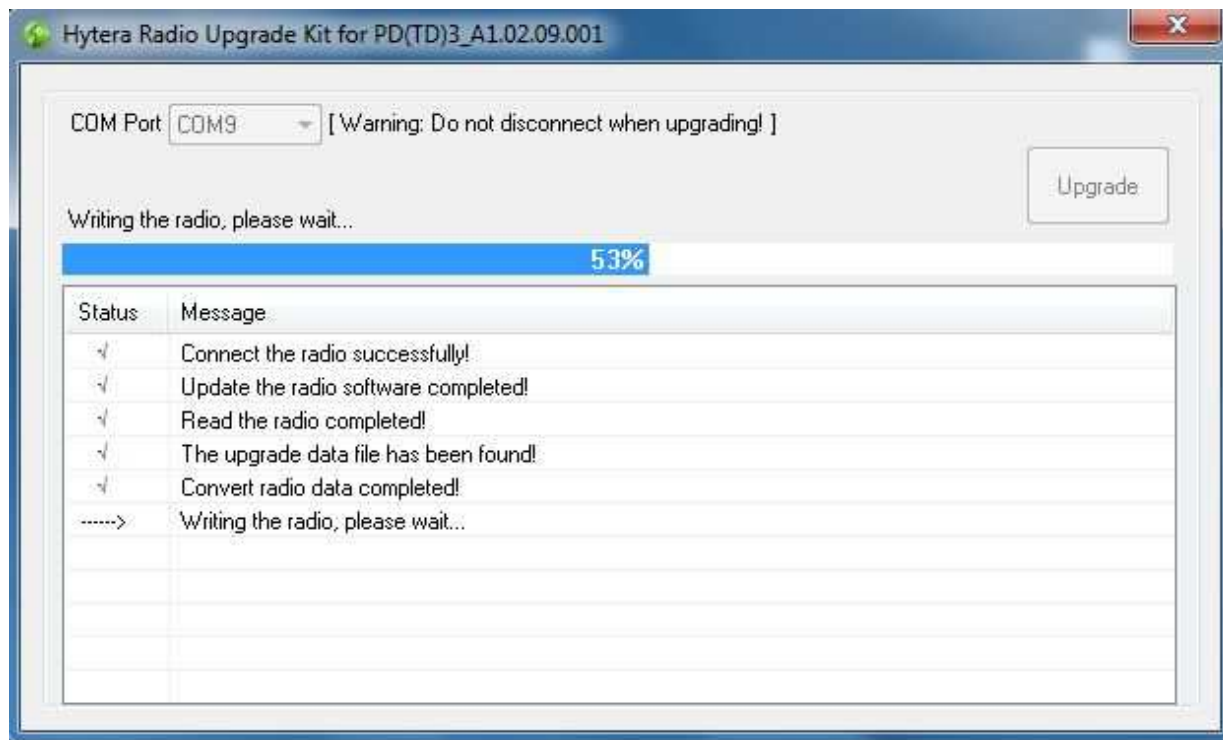 Hytera Radio Upgrade Kit for PD(TD)3_A1.02.09.001
COM Port COM9 [ Warning: Do not disconnect when upgrading! ]
Upgrade
Writing the radio, please wait...
53%
Status Message
√ Connect the radio successfully!
√ Update the radio software completed!
√ Read the radio completed!
√ The upgrade data file has been found!
√ Convert radio data completed!
------> Writing the radio, please wait...